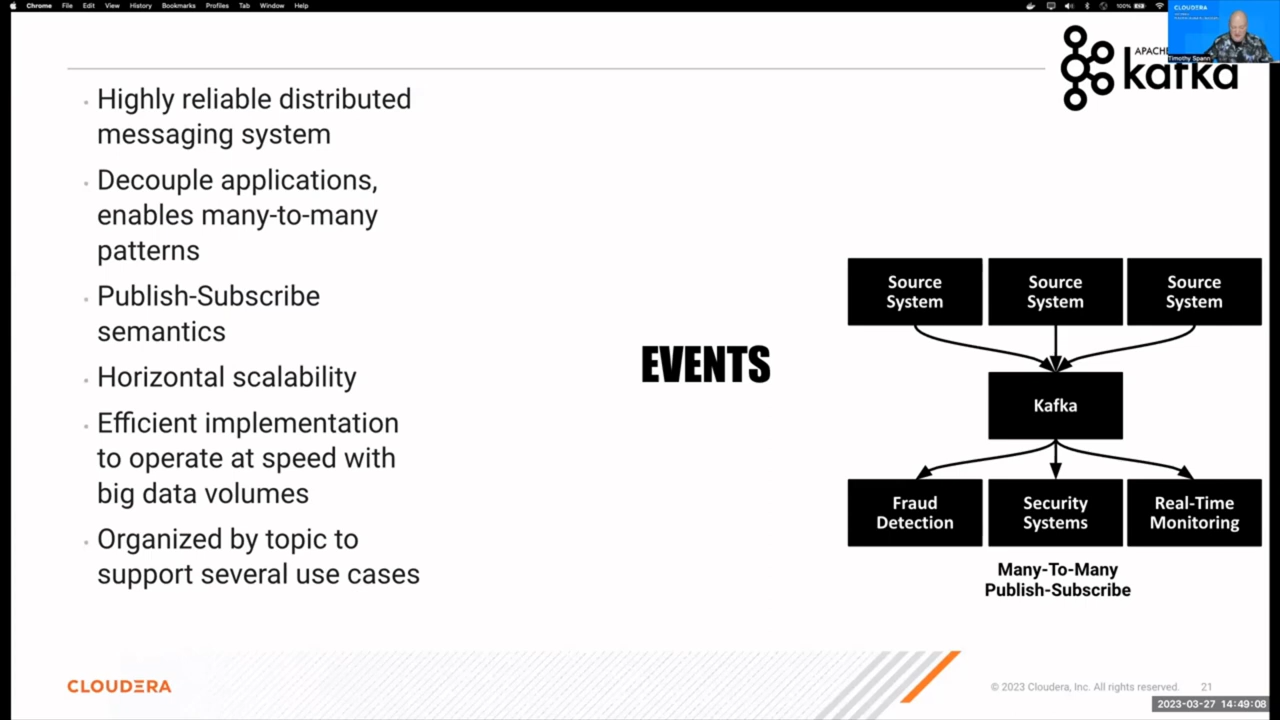 Chrome File Edit View History Bookmarks Profiles Tab Window Help
100%
CLOUDERA
Timothy Spann
APACHE
kafka
Highly reliable distributed
messaging system
Decouple applications,
enables many-to-many
patterns
Publish-Subscribe
semantics
Horizontal scalability
Efficient implementation
to operate at speed with
big data volumes
Organized by topic to
support several use cases
EVENTS
Source
System
Source
System
Source
System
Kafka
Fraud
Detection
Security
Systems
Real-Time
Monitoring
Many-To-Many
Publish-Subscribe
CLOUDERA
© 2023 Cloudera, Inc. All rights reserved. 21
2023-03-27 14:49:08